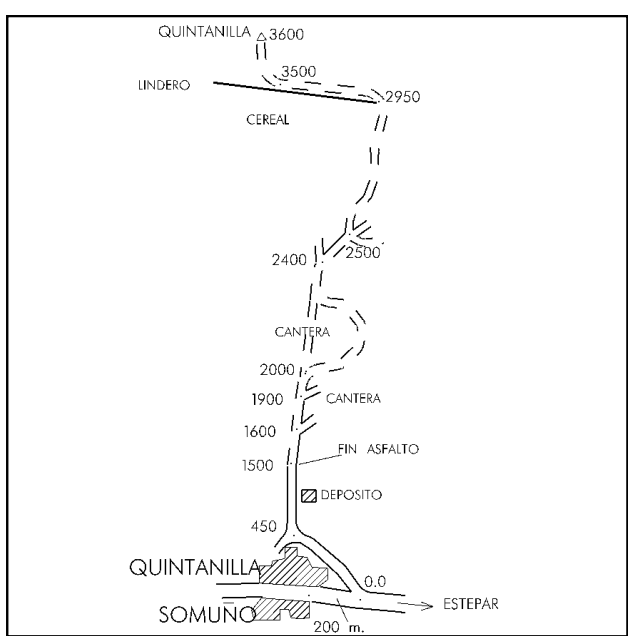 QUINTANILLA 3600
3500
LINDERO
2950
CEREAL
2400
2500
CANTERA
2000
1900
CANTERA
1600
FIN ASFALTO
1500
DEPOSITO
450
QUINTANILLA
0.0
ESTEPAR
SOMUÑO
200 m.